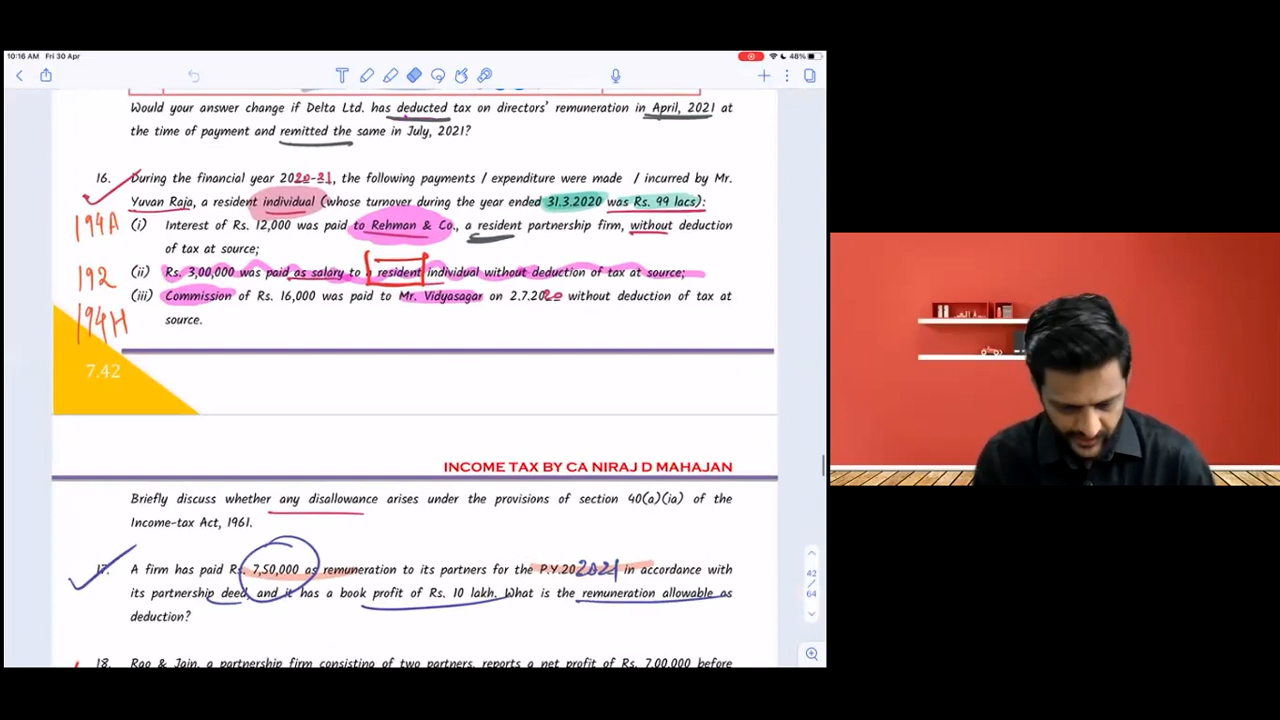 10:16 AM Fri 30 Apr 48%
Would your answer change if Delta Ltd. has deducted tax on directors' remuneration in April, 2021 at
the time of payment and remitted the same in July, 2021?
16. During the financial year 2020-21, the following payments / expenditure were made / incurred by Mr.
Yuvan Raja, a resident individual (whose turnover during the year ended 31.3.2020 was Rs. 99 lacs):
194A (i) Interest of Rs. 12,000 was paid to Rehman & Co., a resident partnership firm, without deduction
of tax at source;
192 (ii) Rs. 3,00,000 was paid as salary to a resident individual without deduction of tax at source;
194H (iii) Commission of Rs. 16,000 was paid to Mr. Vidyasagar on 2.7.2020 without deduction of tax at
source.
7.42
INCOME TAX BY CA NIRAJ D MAHAJAN
Briefly discuss whether any disallowance arises under the provisions of section 40(a)(ia) of the
Income-tax Act, 1961.
17. A firm has paid Rs. 7,50,000 as remuneration to its partners for the P.Y.202021 in accordance with
its partnership deed, and it has a book profit of Rs. 10 lakh. What is the remuneration allowable as
deduction?
18. Rao & Jain, a partnership firm consisting of two partners, reports a net profit of Rs. 7,00,000 before
42
/
64